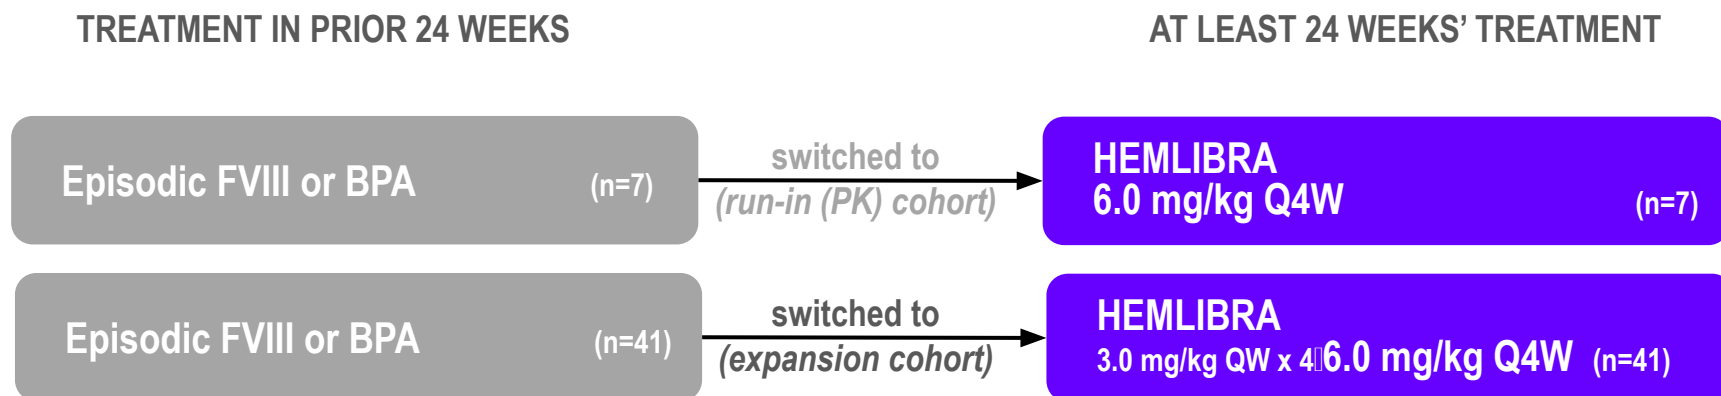 TREATMENT IN PRIOR 24 WEEKS
AT LEAST 24 WEEKS’ TREATMENT
Episodic FVIII or BPA (n=7)
switched to
(run-in (PK) cohort)
HEMLIBRA
6.0 mg/kg Q4W (n=7)
Episodic FVIII or BPA (n=41)
switched to
(expansion cohort)
HEMLIBRA
3.0 mg/kg QW x 4▯6.0 mg/kg Q4W (n=41)